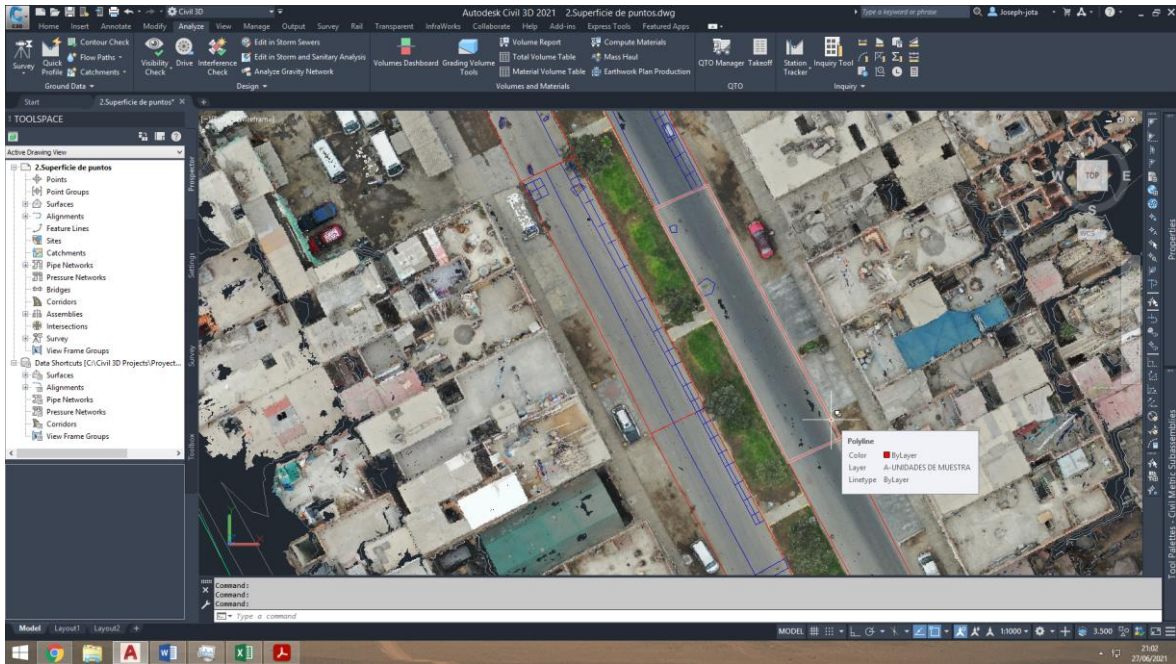 Civil 3D
Autodesk Civil 3D 2021 2.Superficie de puntos.dwg
Type a keyword or phrase
Joseph-jota
Home Insert Annotate Modify Analyze View Manage Output Survey Rail Transparent InfraWorks Collaborate Help Add-ins Express Tools Featured Apps
Survey
Quick Profile
Contour Check
Flow Paths
Catchments
Ground Data
Visibility Check
Drive
Interference Check
Edit in Storm Sewers
Edit in Storm and Sanitary Analysis
Analyze Gravity Network
Design
Volumes Dashboard
Grading Volume Tools
Volume Report
Total Volume Table
Material Volume Table
Compute Materials
Mass Haul
Earthwork Plan Production
Volumes and Materials
QTO Manager
Takeoff
QTO
Station Tracker
Inquiry Tool
Inquiry
Start
2.Superficie de puntos*
TOOLSPACE
Active Drawing View
2.Superficie de puntos
Points
Point Groups
Surfaces
Alignments
Feature Lines
Sites
Catchments
Pipe Networks
Pressure Networks
Bridges
Corridors
Assemblies
Intersections
Survey
View Frame Groups
Data Shortcuts [C:\Civil 3D Projects\Proyect...
Surfaces
Alignments
Pipe Networks
Pressure Networks
Corridors
View Frame Groups
Prospector
Settings
Survey
Toolbox
W
TOP
E
S
WCS
Properties
Tool Palettes - Civil Metric Subassemblies
Polyline
Color ByLayer
Layer A-UNIDADES DE MUESTRA
Linetype ByLayer
Command:
Command:
Command:
Type a command
Model Layout1 Layout2 +
MODEL
1:1000
3.500
21:02
27/06/2021